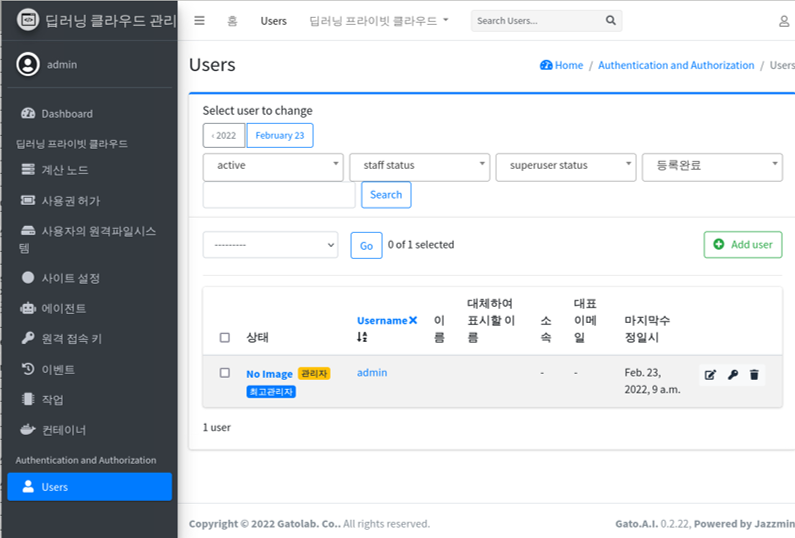 딥러닝 클라우드 관리
admin
Dashboard
딥러닝 프라이빗 클라우드
계산 노드
사용권 허가
사용자의 원격파일시스
템
사이트 설정
에이전트
원격 접속 키
이벤트
작업
컨테이너
Authentication and Authorization
Users
홈 Users 딥러닝 프라이빗 클라우드 Search Users...
Users
Home / Authentication and Authorization / Users
Select user to change
‹ 2022 February 23
active staff status superuser status 등록완료
Search
--------- Go 0 of 1 selected Add user
상태
Username
이
름
대체하여
표시할 이
름
소
속
대표
이메
일
마지막수
정일시
No Image 관리자
최고관리자
admin
-
-
Feb. 23,
2022, 9 a.m.
1 user
Copyright © 2022 Gatolab. Co.. All rights reserved.
Gato.A.I. 0.2.22, Powered by Jazzmin